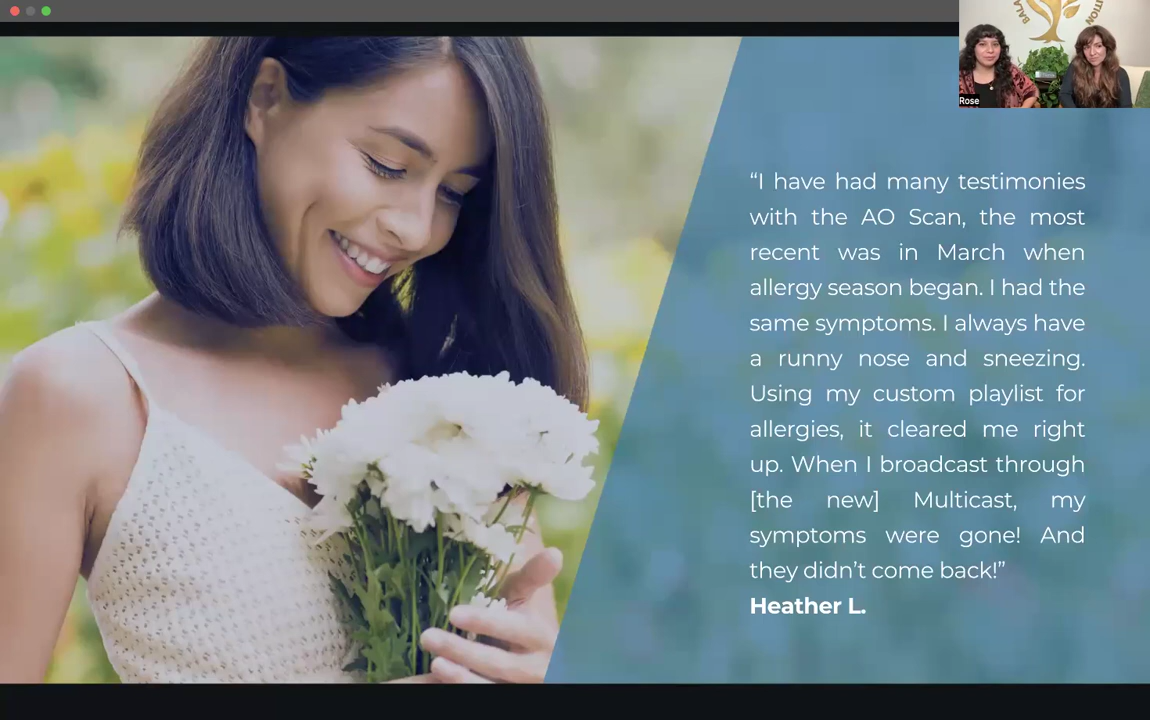 BALA
ITION
Rose
“I have had many testimonies
with the AO Scan, the most
recent was in March when
allergy season began. I had the
same symptoms. I always have
a runny nose and sneezing.
Using my custom playlist for
allergies, it cleared me right
up. When I broadcast through
[the new] Multicast, my
symptoms were gone! And
they didn’t come back!”
Heather L.